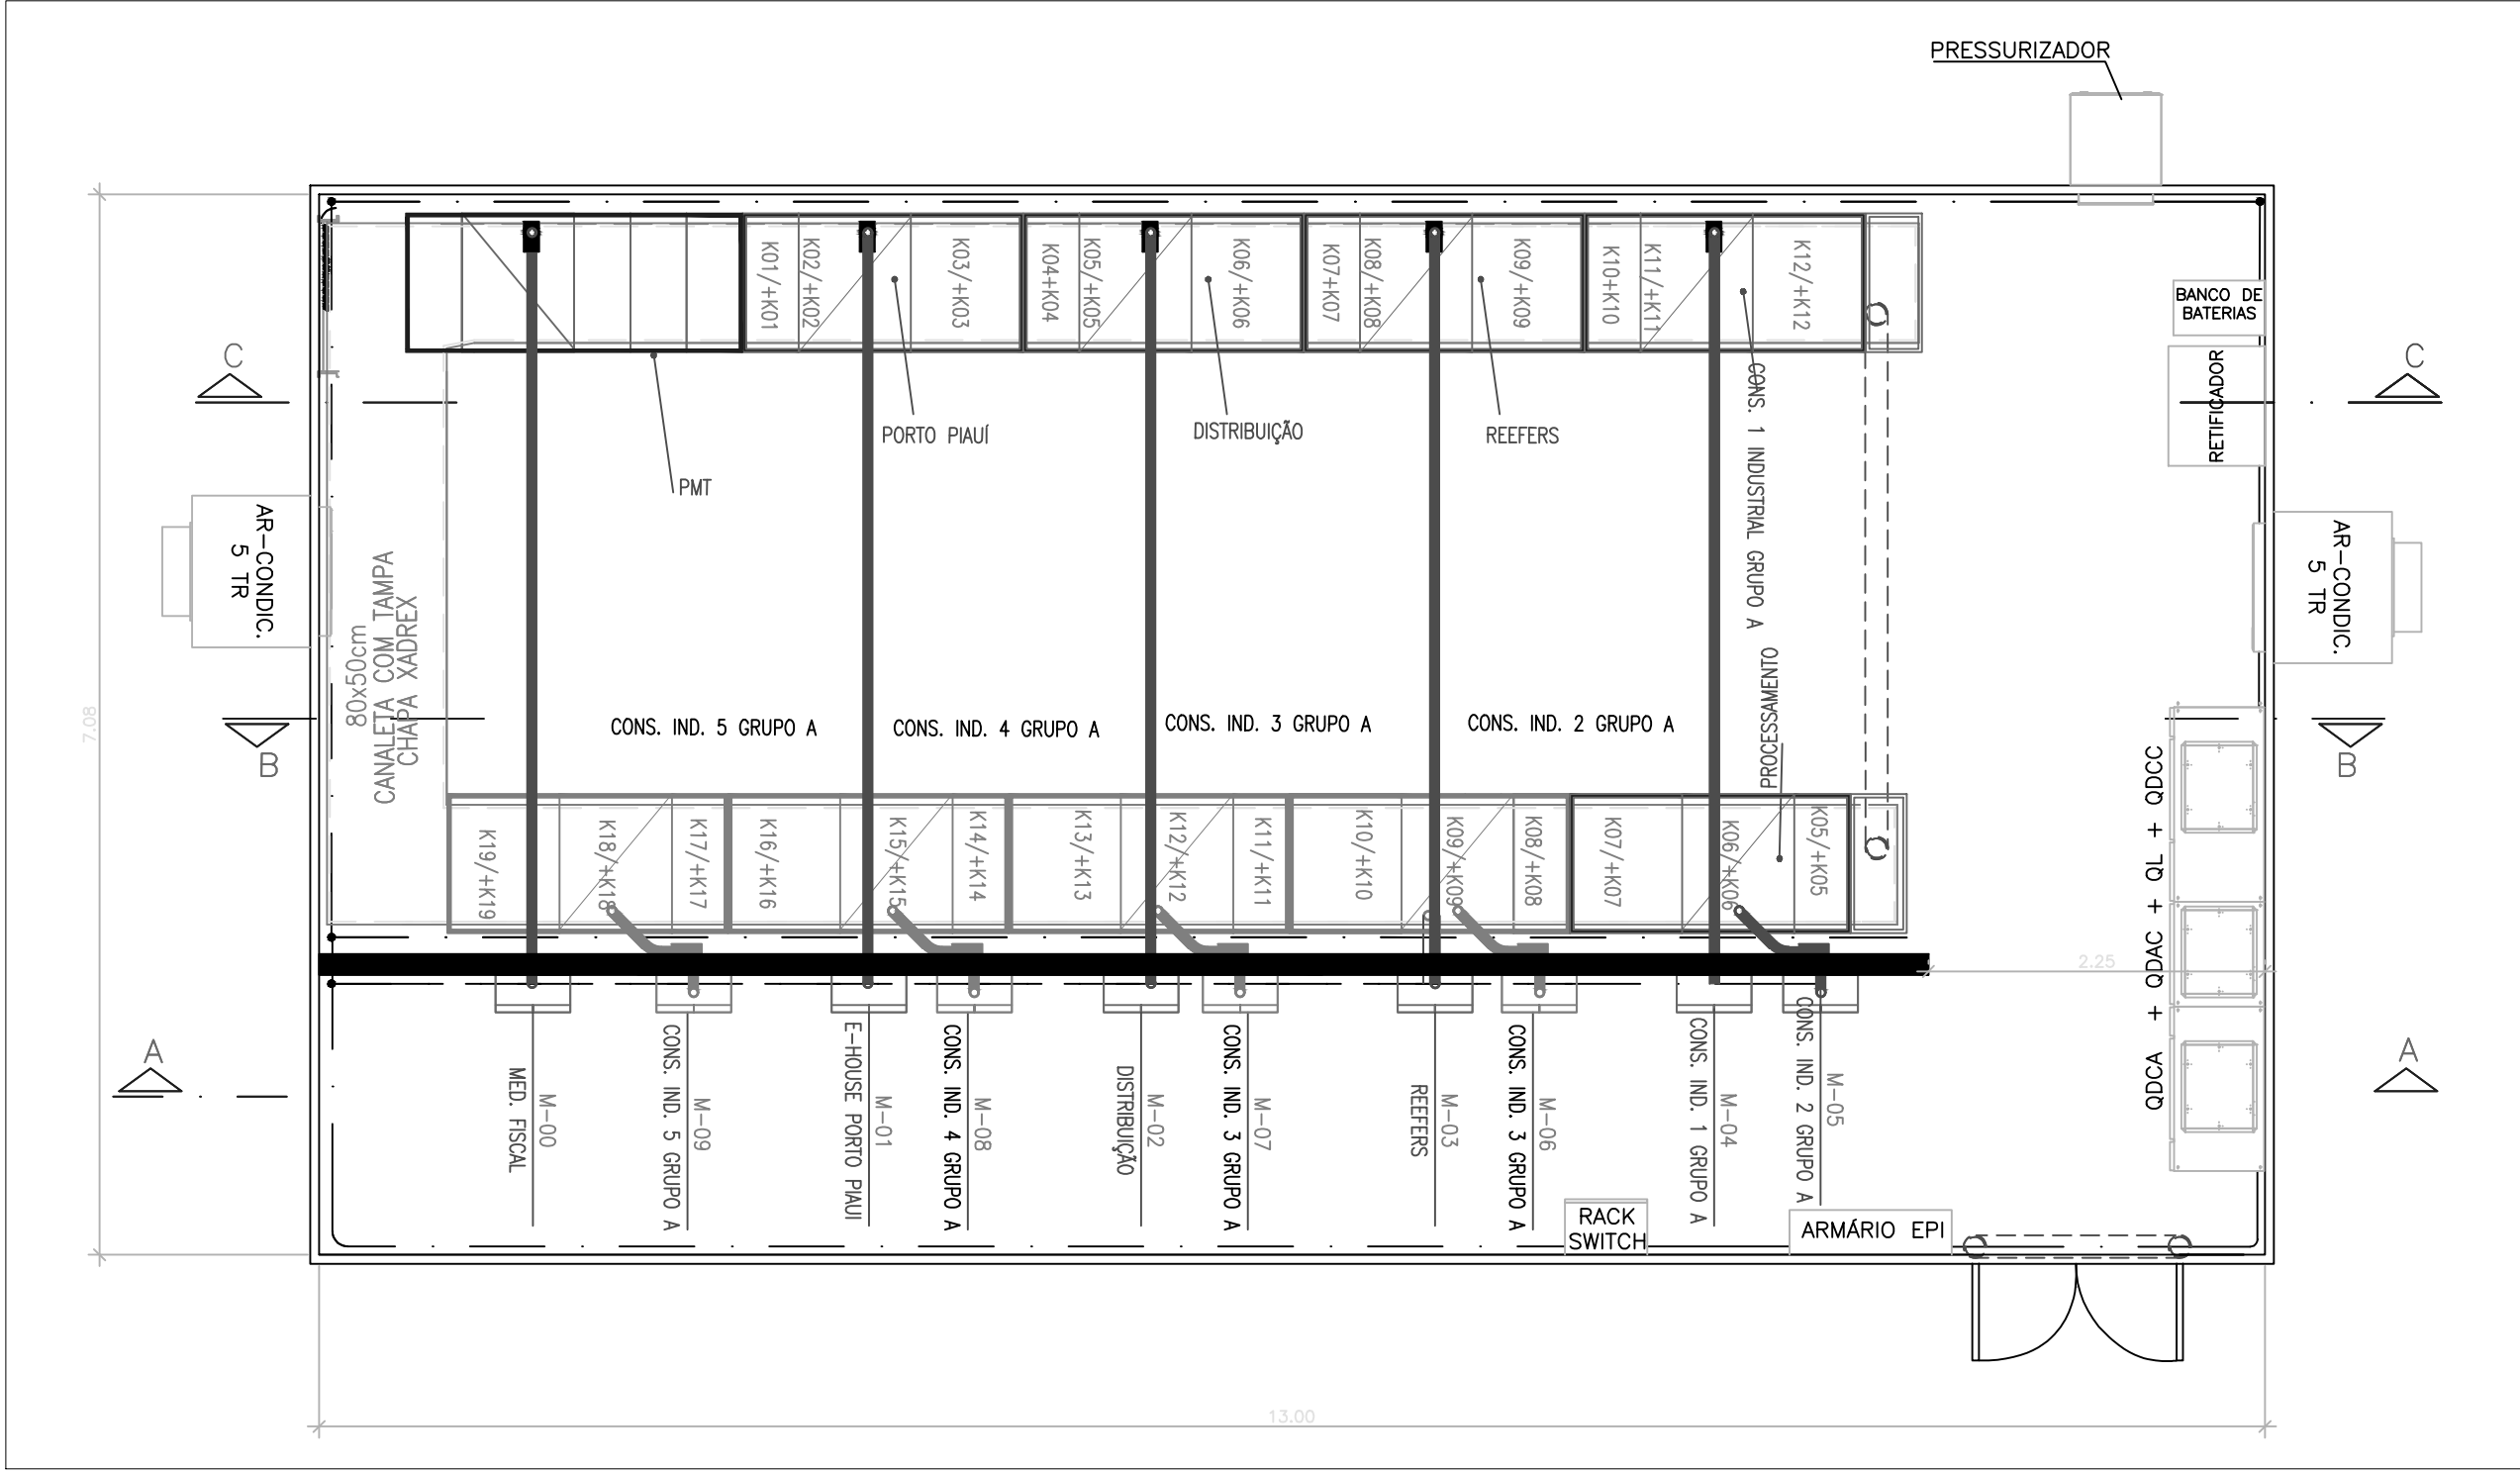 PRESSURIZADOR
K01/+K01
K02/+K02
K03/+K03
K04+K04
K05/+K05
K06/+K06
K07+K07
K08/+K08
K09/+K09
K10+K10
K11/+K11
K12/+K12
BANCO DE
BATERIAS
RETIFICADOR
C
C
PORTO PIAUÍ
DISTRIBUIÇÃO
REEFERS
CONS. 1 INDUSTRIAL GRUPO A
PMT
AR-CONDIC.
5 TR
AR-CONDIC.
5 TR
80x50cm
CANALETA COM TAMPA
CHAPA XADREX
PROCESSAMENTO
7.08
CONS. IND. 5 GRUPO A
CONS. IND. 4 GRUPO A
CONS. IND. 3 GRUPO A
CONS. IND. 2 GRUPO A
B
B
K19/+K19
K18/+K18
K17/+K17
K16/+K16
K15/+K15
K14/+K14
K13/+K13
K12/+K12
K11/+K11
K10/+K10
K09/+K09
K08/+K08
K07/+K07
K06/+K06
K05/+K05
QDCA + QDAC + QL + QDCC
2.25
A
A
M-00
MED. FISCAL
M-09
CONS. IND. 5 GRUPO A
M-01
E-HOUSE PORTO PIAUI
M-08
CONS. IND. 4 GRUPO A
M-02
DISTRIBUIÇÃO
M-07
CONS. IND. 3 GRUPO A
M-03
REEFERS
M-06
CONS. IND. 3 GRUPO A
M-04
CONS. IND. 1 GRUPO A
M-05
CONS. IND. 2 GRUPO A
RACK
SWITCH
ARMÁRIO EPI
13.00